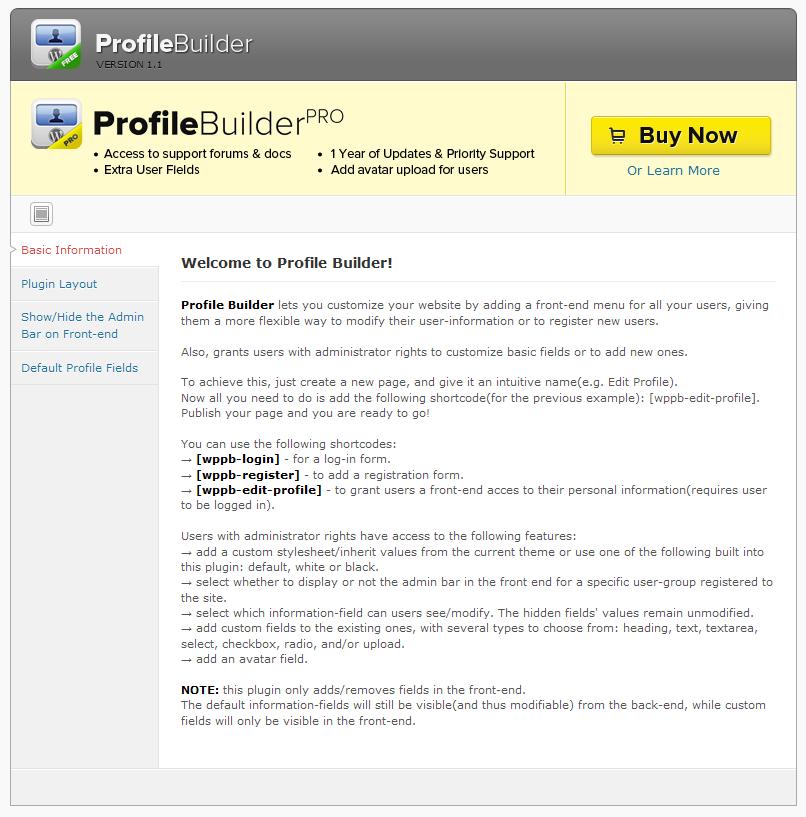 ProfileBuilder
FREE
VERSION 1.1
ProfileBuilderPRO
PRO
• Access to support forums & docs
• Extra User Fields
• 1 Year of Updates & Priority Support
• Add avatar upload for users
Buy Now
Or Learn More
Basic Information
Plugin Layout
Show/Hide the Admin
Bar on Front-end
Default Profile Fields
Welcome to Profile Builder!
Profile Builder lets you customize your website by adding a front-end menu for all your users, giving
them a more flexible way to modify their user-information or to register new users.
Also, grants users with administrator rights to customize basic fields or to add new ones.
To achieve this, just create a new page, and give it an intuitive name(e.g. Edit Profile).
Now all you need to do is add the following shortcode(for the previous example): [wppb-edit-profile].
Publish your page and you are ready to go!
You can use the following shortcodes:
→ [wppb-login] - for a log-in form.
→ [wppb-register] - to add a registration form.
→ [wppb-edit-profile] - to grant users a front-end acces to their personal information(requires user
to be logged in).
Users with administrator rights have access to the following features:
→ add a custom stylesheet/inherit values from the current theme or use one of the following built into
this plugin: default, white or black.
→ select whether to display or not the admin bar in the front end for a specific user-group registered to
the site.
→ select which information-field can users see/modify. The hidden fields' values remain unmodified.
→ add custom fields to the existing ones, with several types to choose from: heading, text, textarea,
select, checkbox, radio, and/or upload.
→ add an avatar field.
NOTE: this plugin only adds/removes fields in the front-end.
The default information-fields will still be visible(and thus modifiable) from the back-end, while custom
fields will only be visible in the front-end.